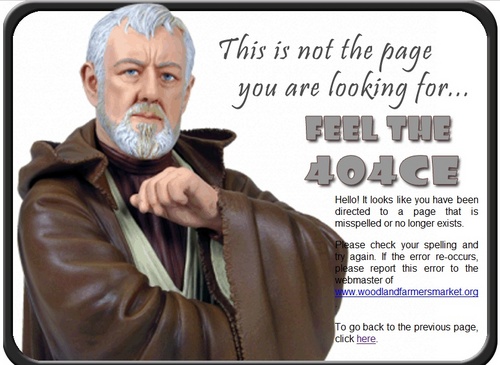 This is not the page
you are looking for...
FEEL THE
404CE
Hello! It looks like you have been
directed to a page that is
misspelled or no longer exists.
Please check your spelling and
try again. If the error re-occurs,
please report this error to the
webmaster of
www.woodlandfarmersmarket.org
To go back to the previous page,
click here.